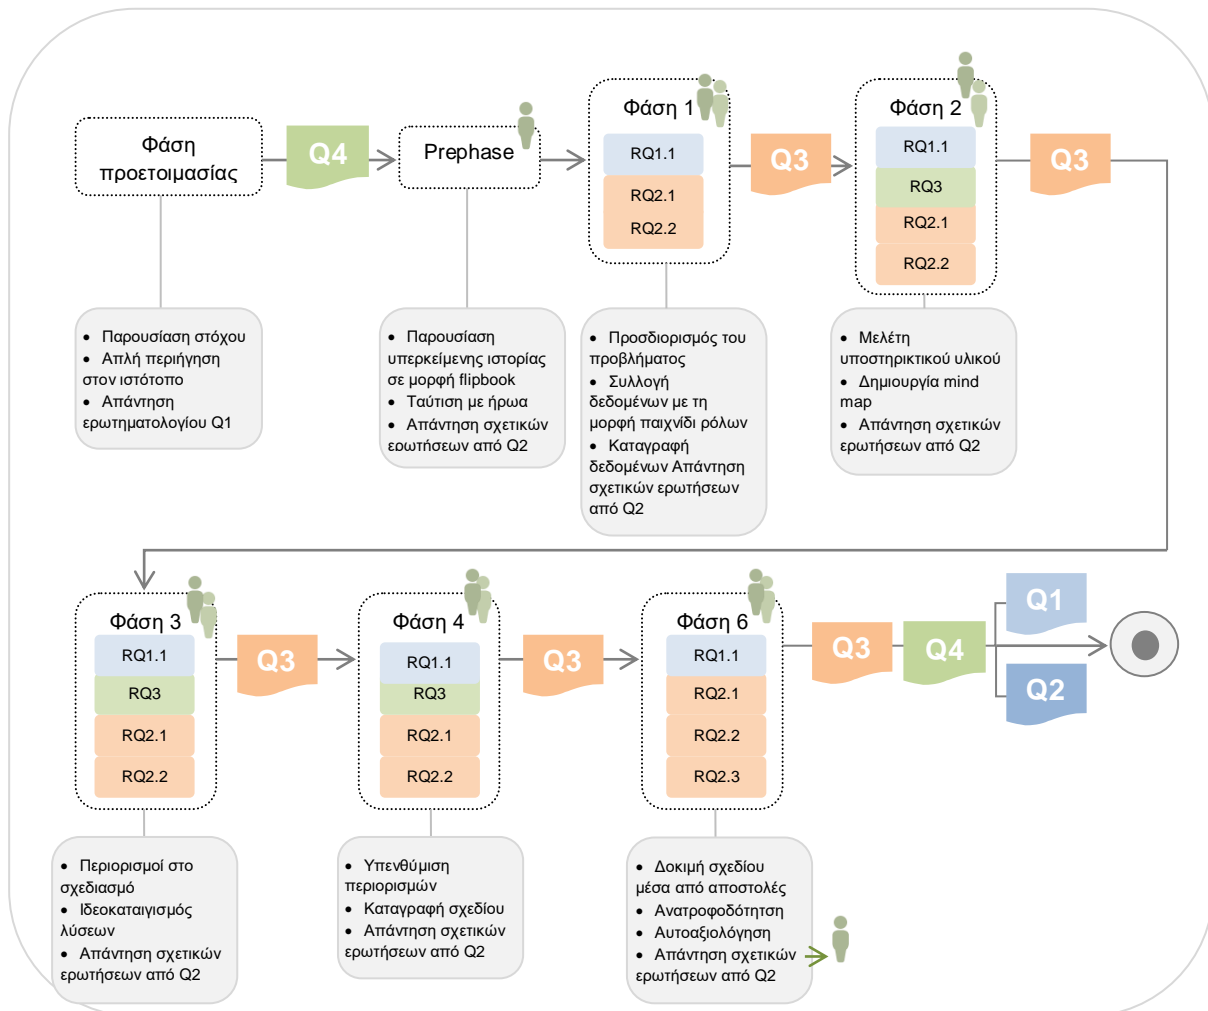 Φάση
προετοιμασίας
Q4
Prephase
Φάση 1
RQ1.1
RQ2.1
RQ2.2
Q3
Φάση 2
RQ1.1
RQ3
RQ2.1
RQ2.2
Q3
• Παρουσίαση στόχου
• Απλή περιήγηση
στον ιστότοπο
• Απάντηση
ερωτηματολογίου Q1
• Παρουσίαση
υπερκείμενης ιστορίας
σε μορφή flipbook
• Ταύτιση με ήρωα
• Απάντηση σχετικών
ερωτήσεων από Q2
• Προσδιορισμός του
προβλήματος
• Συλλογή
δεδομένων με τη
μορφή παιχνίδι ρόλων
• Καταγραφή
δεδομένων Απάντηση
σχετικών ερωτήσεων
από Q2
• Μελέτη
υποστηρικτικού υλικού
• Δημιουργία mind
map
• Απάντηση σχετικών
ερωτήσεων από Q2
Φάση 3
RQ1.1
RQ3
RQ2.1
RQ2.2
Q3
Φάση 4
RQ1.1
RQ3
RQ2.1
RQ2.2
Q3
Φάση 6
RQ1.1
RQ2.1
RQ2.2
RQ2.3
Q3
Q4
Q1
Q2
• Περιορισμοί στο
σχεδιασμό
• Ιδεοκαταιγισμός
λύσεων
• Απάντηση σχετικών
ερωτήσεων από Q2
• Υπενθύμιση
περιορισμών
• Καταγραφή σχεδίου
• Απάντηση σχετικών
ερωτήσεων από Q2
• Δοκιμή σχεδίου
μέσα από αποστολές
• Ανατροφοδότητση
• Αυτοαξιολόγηση
• Απάντηση σχετικών
ερωτήσεων από Q2